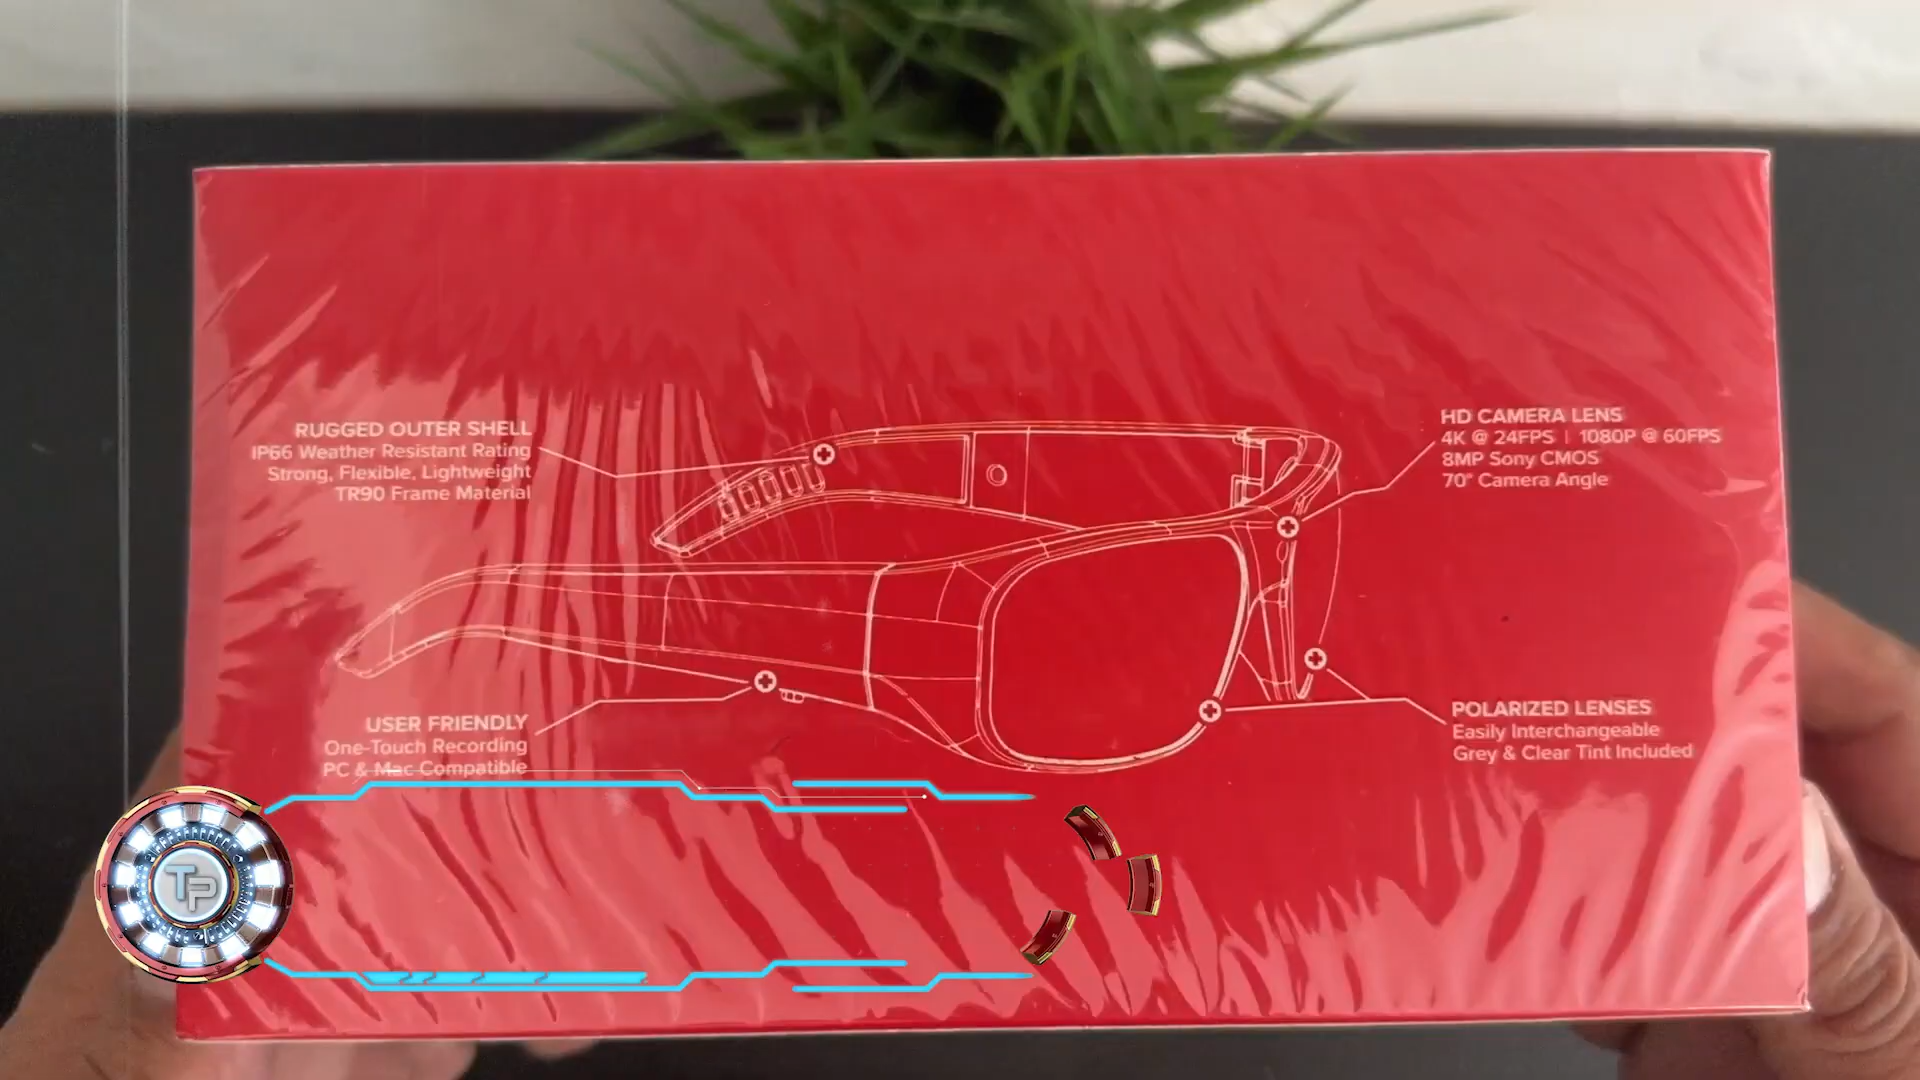 RUGGED OUTER SHELL
IP66 Weather Resistant Rating
Strong, Flexible, Lightweight
TR90 Frame Material
HD CAMERA LENS
4K @ 24FPS | 1080P @ 60FPS
8MP Sony CMOS
70° Camera Angle
USER FRIENDLY
One-Touch Recording
PC & Mac Compatible
POLARIZED LENSES
Easily Interchangeable
Grey & Clear Tint Included
TP